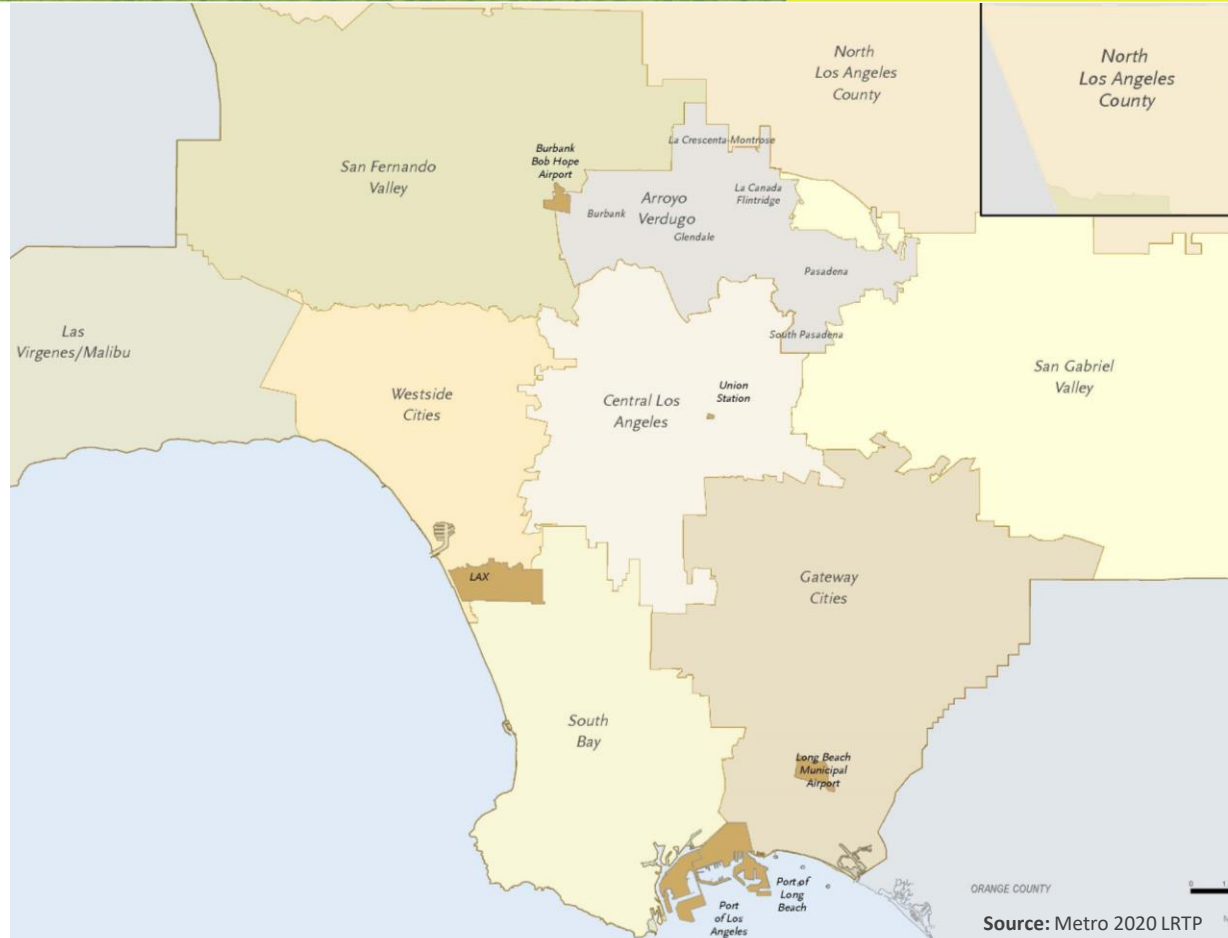 North
Los Angeles
County
North
Los Angeles
County
La Crescenta-Montrose
Burbank
Bob Hope
Airport
San Fernando
Valley
La Canada
Flintridge
Arroyo
Verdugo
Burbank
Glendale
Pasadena
South Pasadena
Las
Virgenes/Malibu
San Gabriel
Valley
Westside
Cities
Union
Station
Central Los
Angeles
LAX
Gateway
Cities
South
Bay
Long Beach
Municipal
Airport
Port of
Long
Beach
Port
of Los
Angeles
ORANGE COUNTY
0
Source: Metro 2020 LRTP